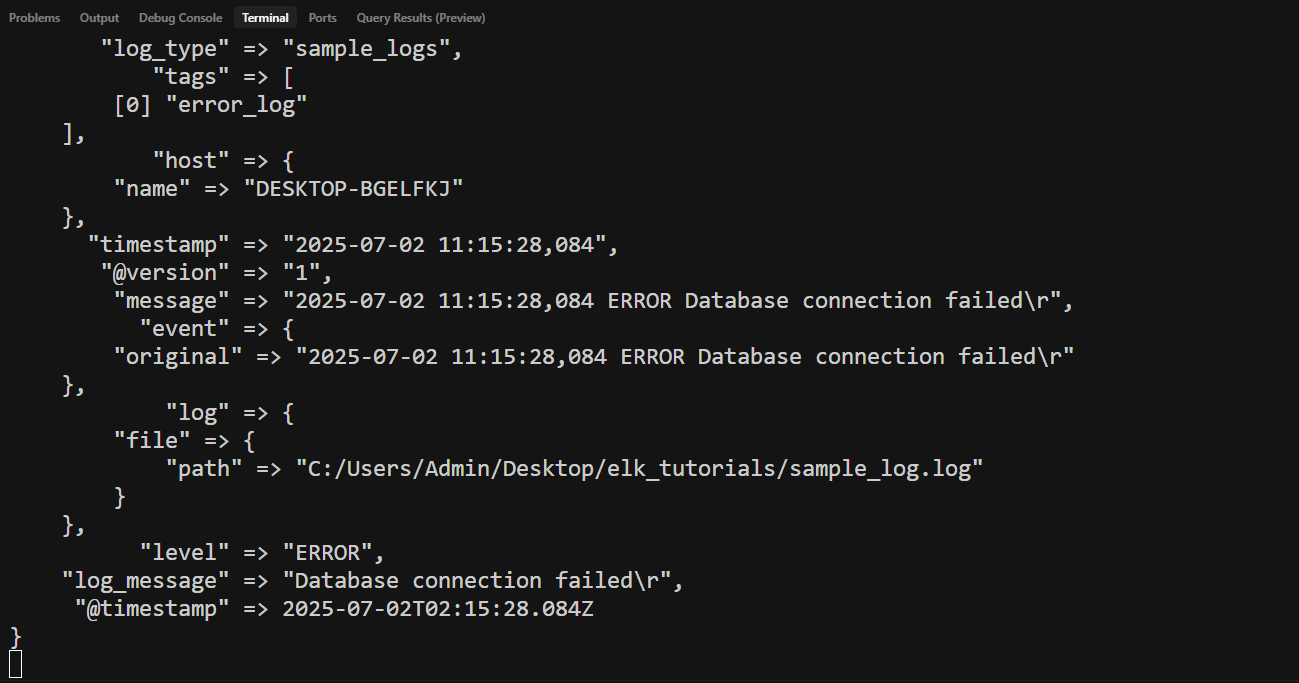 Problems Output Debug Console Terminal Ports Query Results (Preview)
"log_type" => "sample_logs",
"tags" => [
[0] "error_log"
],
"host" => {
"name" => "DESKTOP-BGELFKJ"
},
"timestamp" => "2025-07-02 11:15:28,084",
"@version" => "1",
"message" => "2025-07-02 11:15:28,084 ERROR Database connection failed\r",
"event" => {
"original" => "2025-07-02 11:15:28,084 ERROR Database connection failed\r"
},
"log" => {
"file" => {
"path" => "C:/Users/Admin/Desktop/elk_tutorials/sample_log.log"
}
},
"level" => "ERROR",
"log_message" => "Database connection failed\r",
"@timestamp" => 2025-07-02T02:15:28.084Z
}